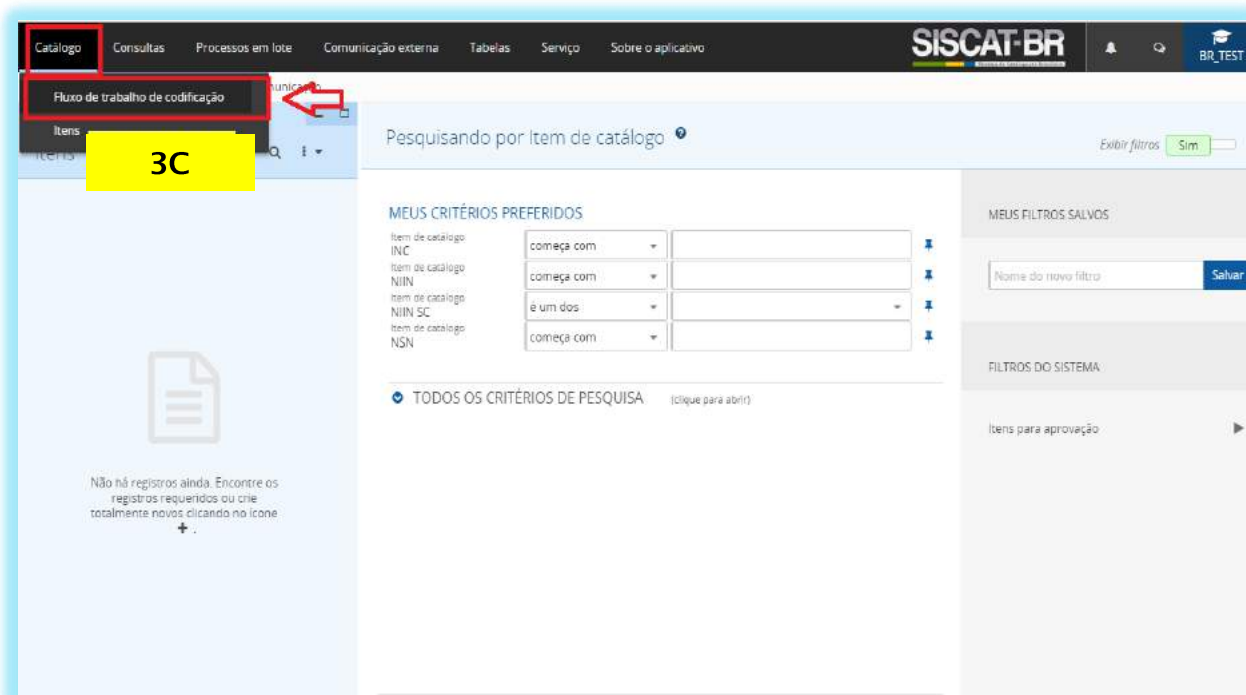 Catálogo Consultas Processos em lote Comunicação externa Tabelas Serviço Sobre o aplicativo SISCAT-BR BR_TEST
Fluxo de trabalho de codificação
Itens
3C
Itens
Pesquisando por Item de catálogo
Exibir filtros Sim
MEUS CRITÉRIOS PREFERIDOS
Item de catálogo
INC começa com
Item de catálogo
NIIN começa com
Item de catálogo
NIIN SC é um dos
Item de catálogo
NSN começa com
TODOS OS CRITÉRIOS DE PESQUISA (clique para abrir)
MEUS FILTROS SALVOS
Nome do novo filtro Salvar
FILTROS DO SISTEMA
Itens para aprovação
Não há registros ainda. Encontre os
registros requeridos ou crie
totalmente novos clicando no ícone
+ .